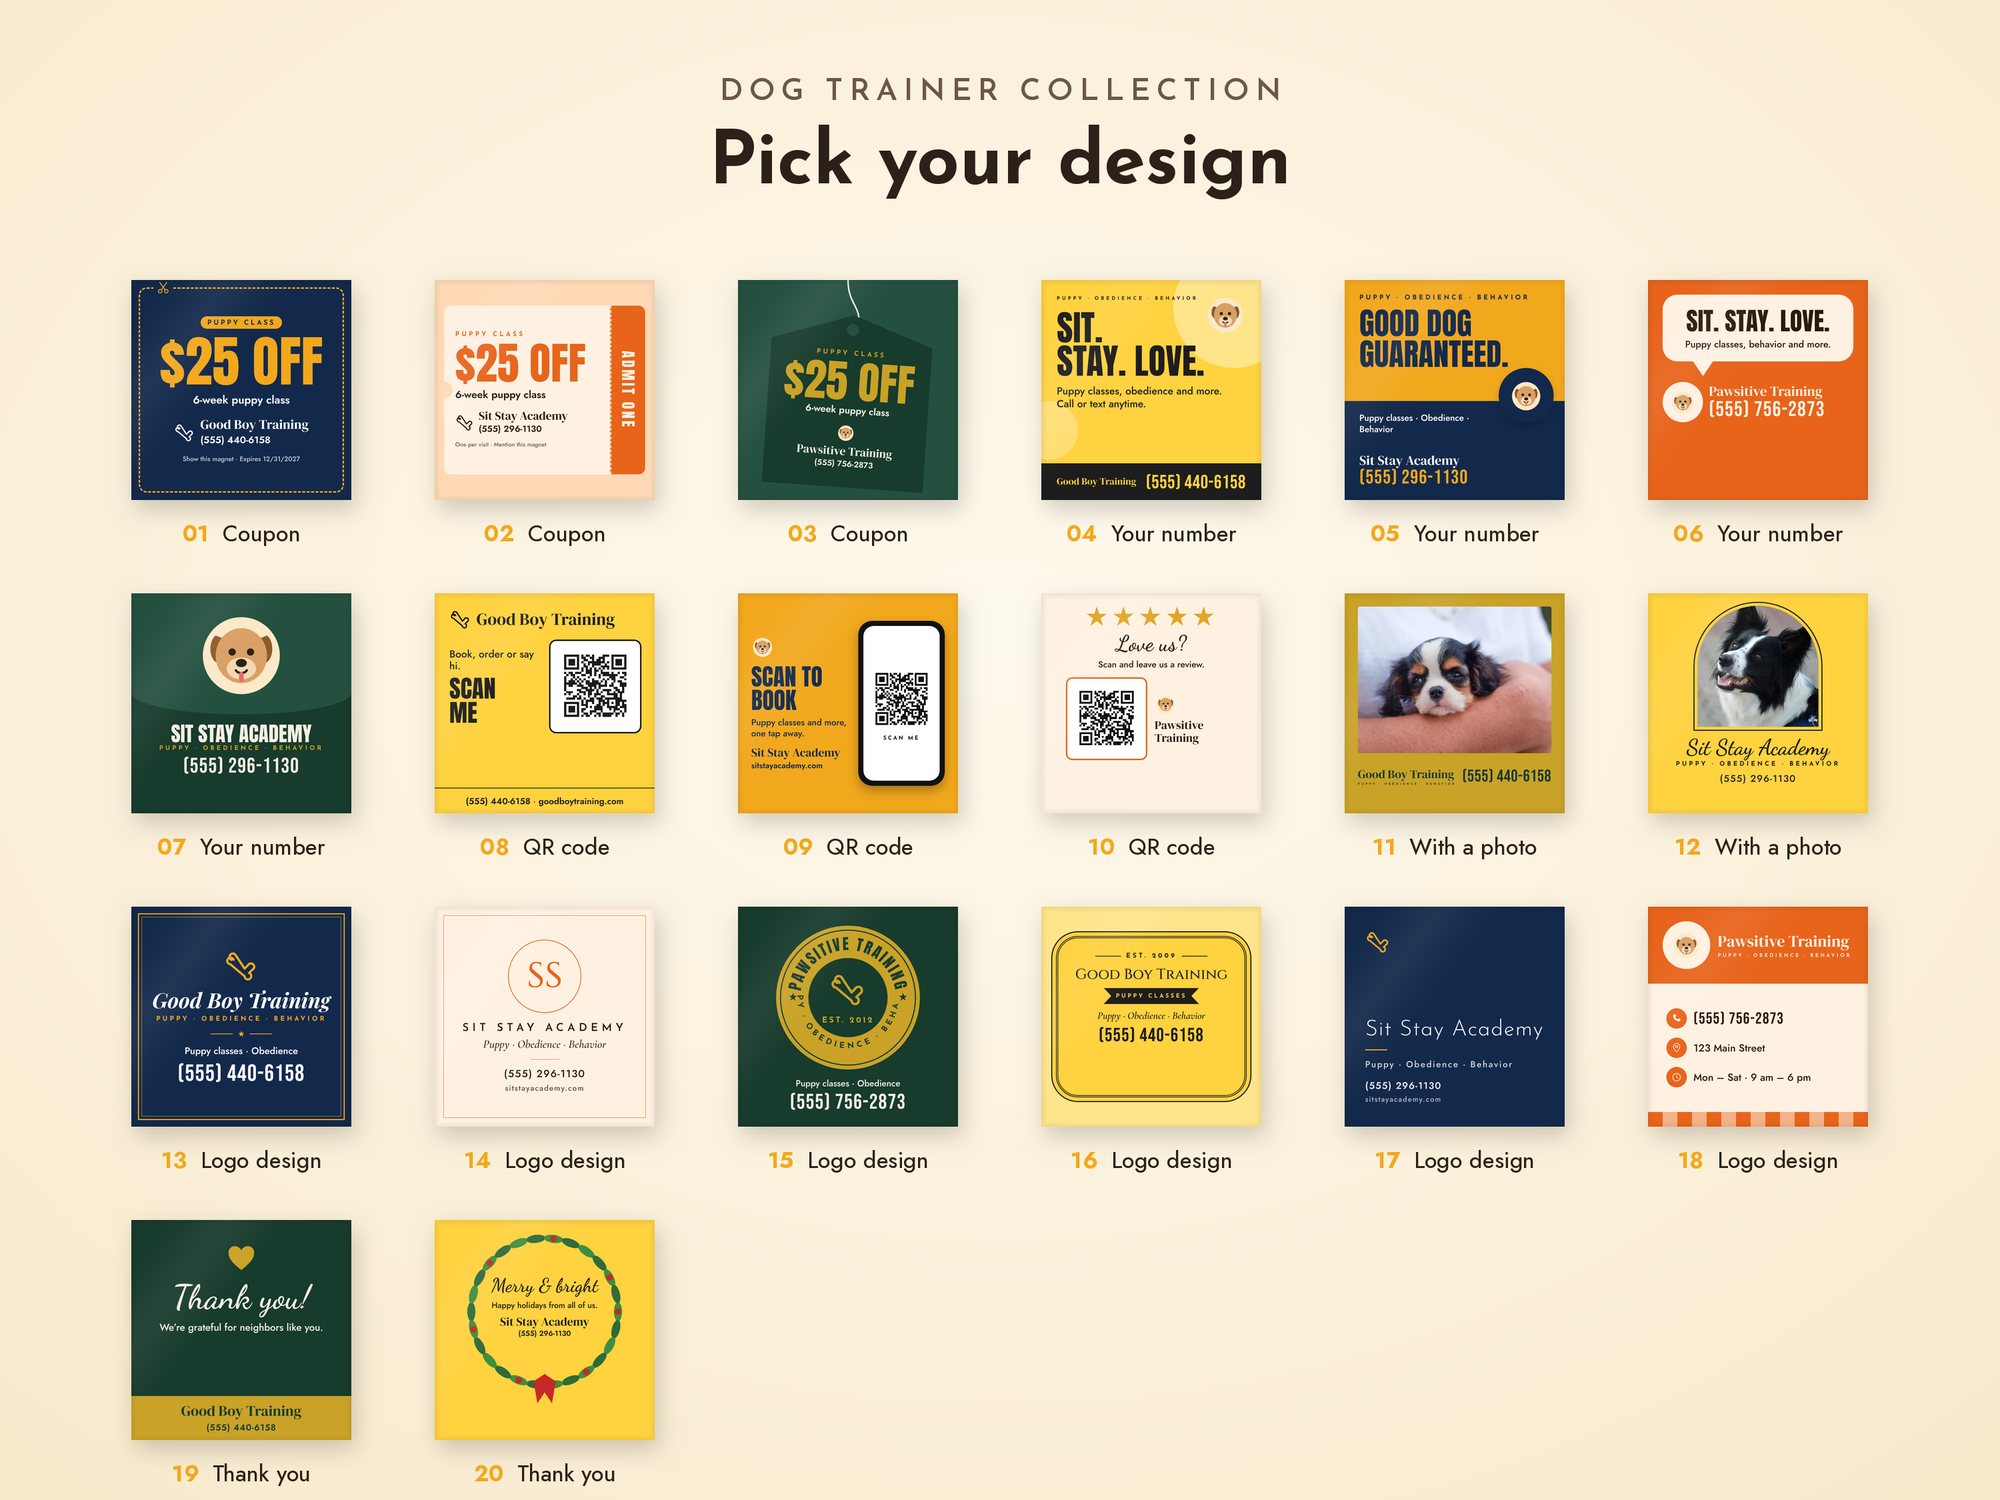 DOG TRAINER COLLECTION
Pick your design
PUPPY CLASS
$25 OFF
6-week puppy class
Good Boy Training
(555) 440-6158
Show this magnet · Expires 12/31/2027
01 Coupon
PUPPY CLASS
$25 OFF
6-week puppy class
Sit Stay Academy
(555) 296-1130
One per visit · Mention this magnet
ADMIT ONE
02 Coupon
PUPPY CLASS
$25 OFF
6-week puppy class
Pawsitive Training
(555) 756-2873
03 Coupon
PUPPY · OBEDIENCE · BEHAVIOR
SIT.
STAY. LOVE.
Puppy classes, obedience and more.
Call or text anytime.
Good Boy Training (555) 440-6158
04 Your number
PUPPY · OBEDIENCE · BEHAVIOR
GOOD DOG
GUARANTEED.
Puppy classes · Obedience ·
Behavior
Sit Stay Academy
(555) 296-1130
05 Your number
SIT. STAY. LOVE.
Puppy classes, behavior and more.
Pawsitive Training
(555) 756-2873
06 Your number
SIT STAY ACADEMY
PUPPY · OBEDIENCE · BEHAVIOR
(555) 296-1130
07 Your number
Good Boy Training
Book, order or say
hi.
SCAN
ME
(555) 440-6158 · goodboytraining.com
08 QR code
SCAN TO
BOOK
Puppy classes and more,
one tap away.
Sit Stay Academy
sitstayacademy.com
SCAN ME
09 QR code
Love us?
Scan and leave us a review.
Pawsitive
Training
10 QR code
Good Boy Training (555) 440-6158
PUPPY · OBEDIENCE · BEHAVIOR
11 With a photo
Sit Stay Academy
PUPPY · OBEDIENCE · BEHAVIOR
(555) 296-1130
12 With a photo
Good Boy Training
PUPPY · OBEDIENCE · BEHAVIOR
Puppy classes · Obedience
(555) 440-6158
13 Logo design
SS
SIT STAY ACADEMY
Puppy · Obedience · Behavior
(555) 296-1130
sitstayacademy.com
14 Logo design
PAWSITIVE TRAINING
EST. 2012
PY · OBEDIENCE · BEHA
Puppy classes · Obedience
(555) 756-2873
15 Logo design
EST. 2009
GOOD BOY TRAINING
PUPPY CLASSES
Puppy · Obedience · Behavior
(555) 440-6158
16 Logo design
Sit Stay Academy
Puppy · Obedience · Behavior
(555) 296-1130
sitstayacademy.com
17 Logo design
Pawsitive Training
PUPPY · OBEDIENCE · BEHAVIOR
(555) 756-2873
123 Main Street
Mon – Sat · 9 am – 6 pm
18 Logo design
Thank you!
We're grateful for neighbors like you.
Good Boy Training
(555) 440-6158
19 Thank you
Merry & bright
Happy holidays from all of us.
Sit Stay Academy
(555) 296-1130
20 Thank you